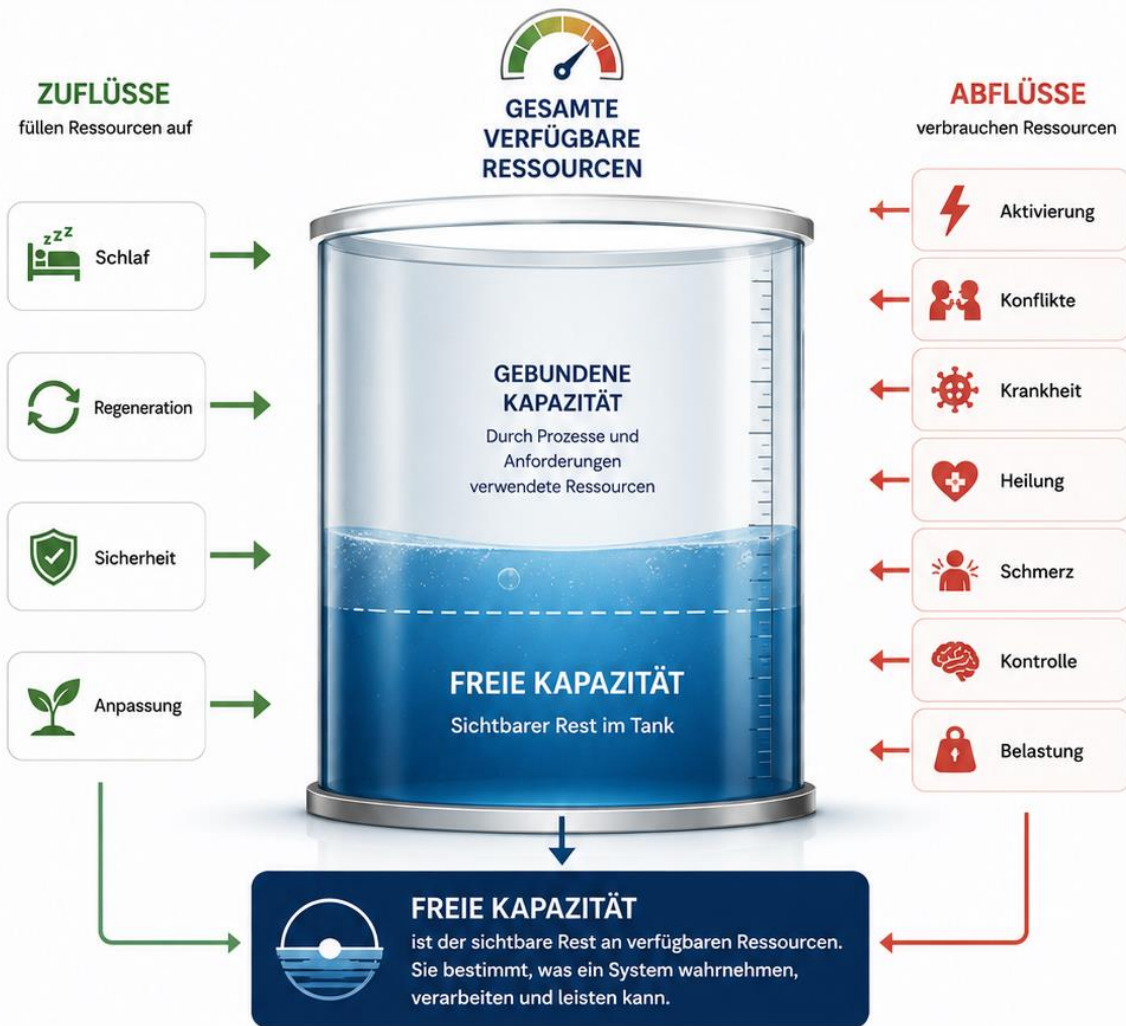 ZUFLÜSSE
füllen Ressourcen auf
GESAMTE
VERFÜGBARE
RESSOURCEN
ABFLÜSSE
verbrauchen Ressourcen
zzz
Schlaf
Regeneration
Sicherheit
Anpassung
GEBUNDENE
KAPAZITÄT
Durch Prozesse und
Anforderungen
verwendete Ressourcen
FREIE KAPAZITÄT
Sichtbarer Rest im Tank
Aktivierung
Konflikte
Krankheit
Heilung
Schmerz
Kontrolle
Belastung
FREIE KAPAZITÄT
ist der sichtbare Rest an verfügbaren Ressourcen.
Sie bestimmt, was ein System wahrnehmen,
verarbeiten und leisten kann.